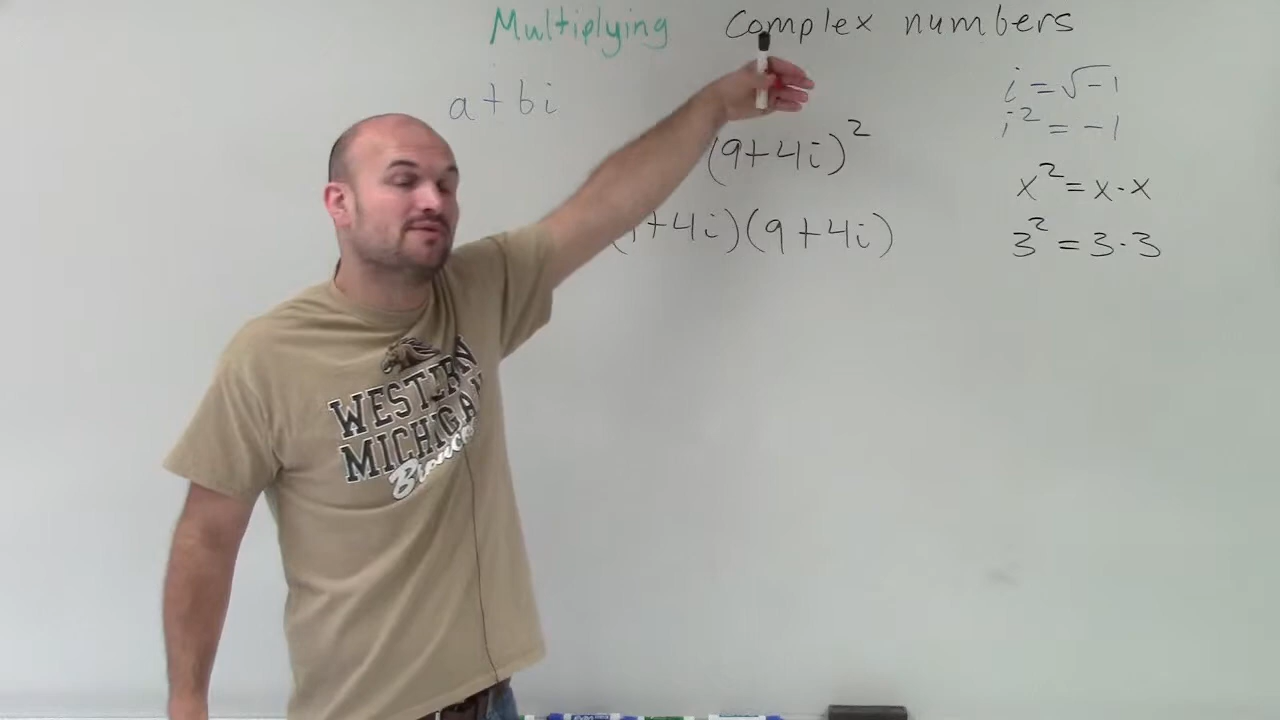 Multiplying Complex numbers
a+bi
i = √-1
i² = -1
(9+4i)²
x² = x·x
+4i)(9+4i)
3² = 3·3
WESTERN
MICHIGAN
Broncos